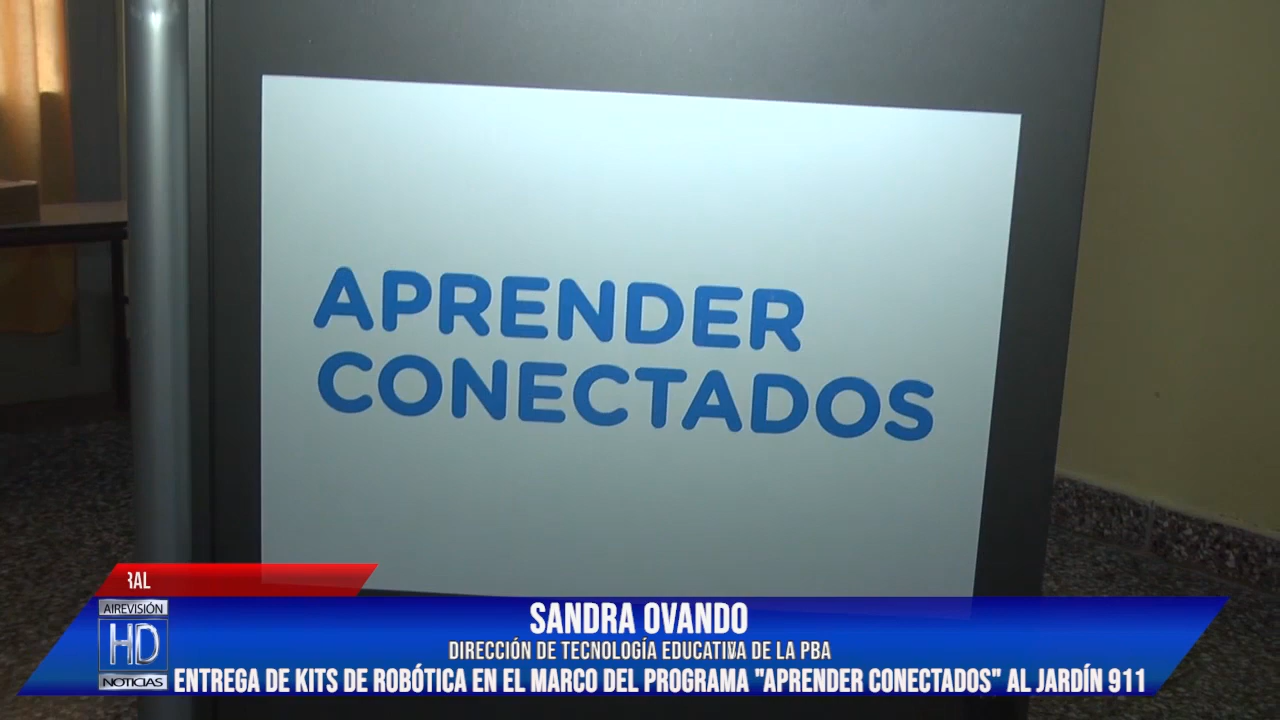 APRENDER
CONECTADOS
RAL
SANDRA OVANDO
DIRECCIÓN DE TECNOLOGÍA EDUCATIVA DE LA PBA
ENTREGA DE KITS DE ROBÓTICA EN EL MARCO DEL PROGRAMA "APRENDER CONECTADOS" AL JARDÍN 911
AIREVISIÓN
HD
NOTICIAS